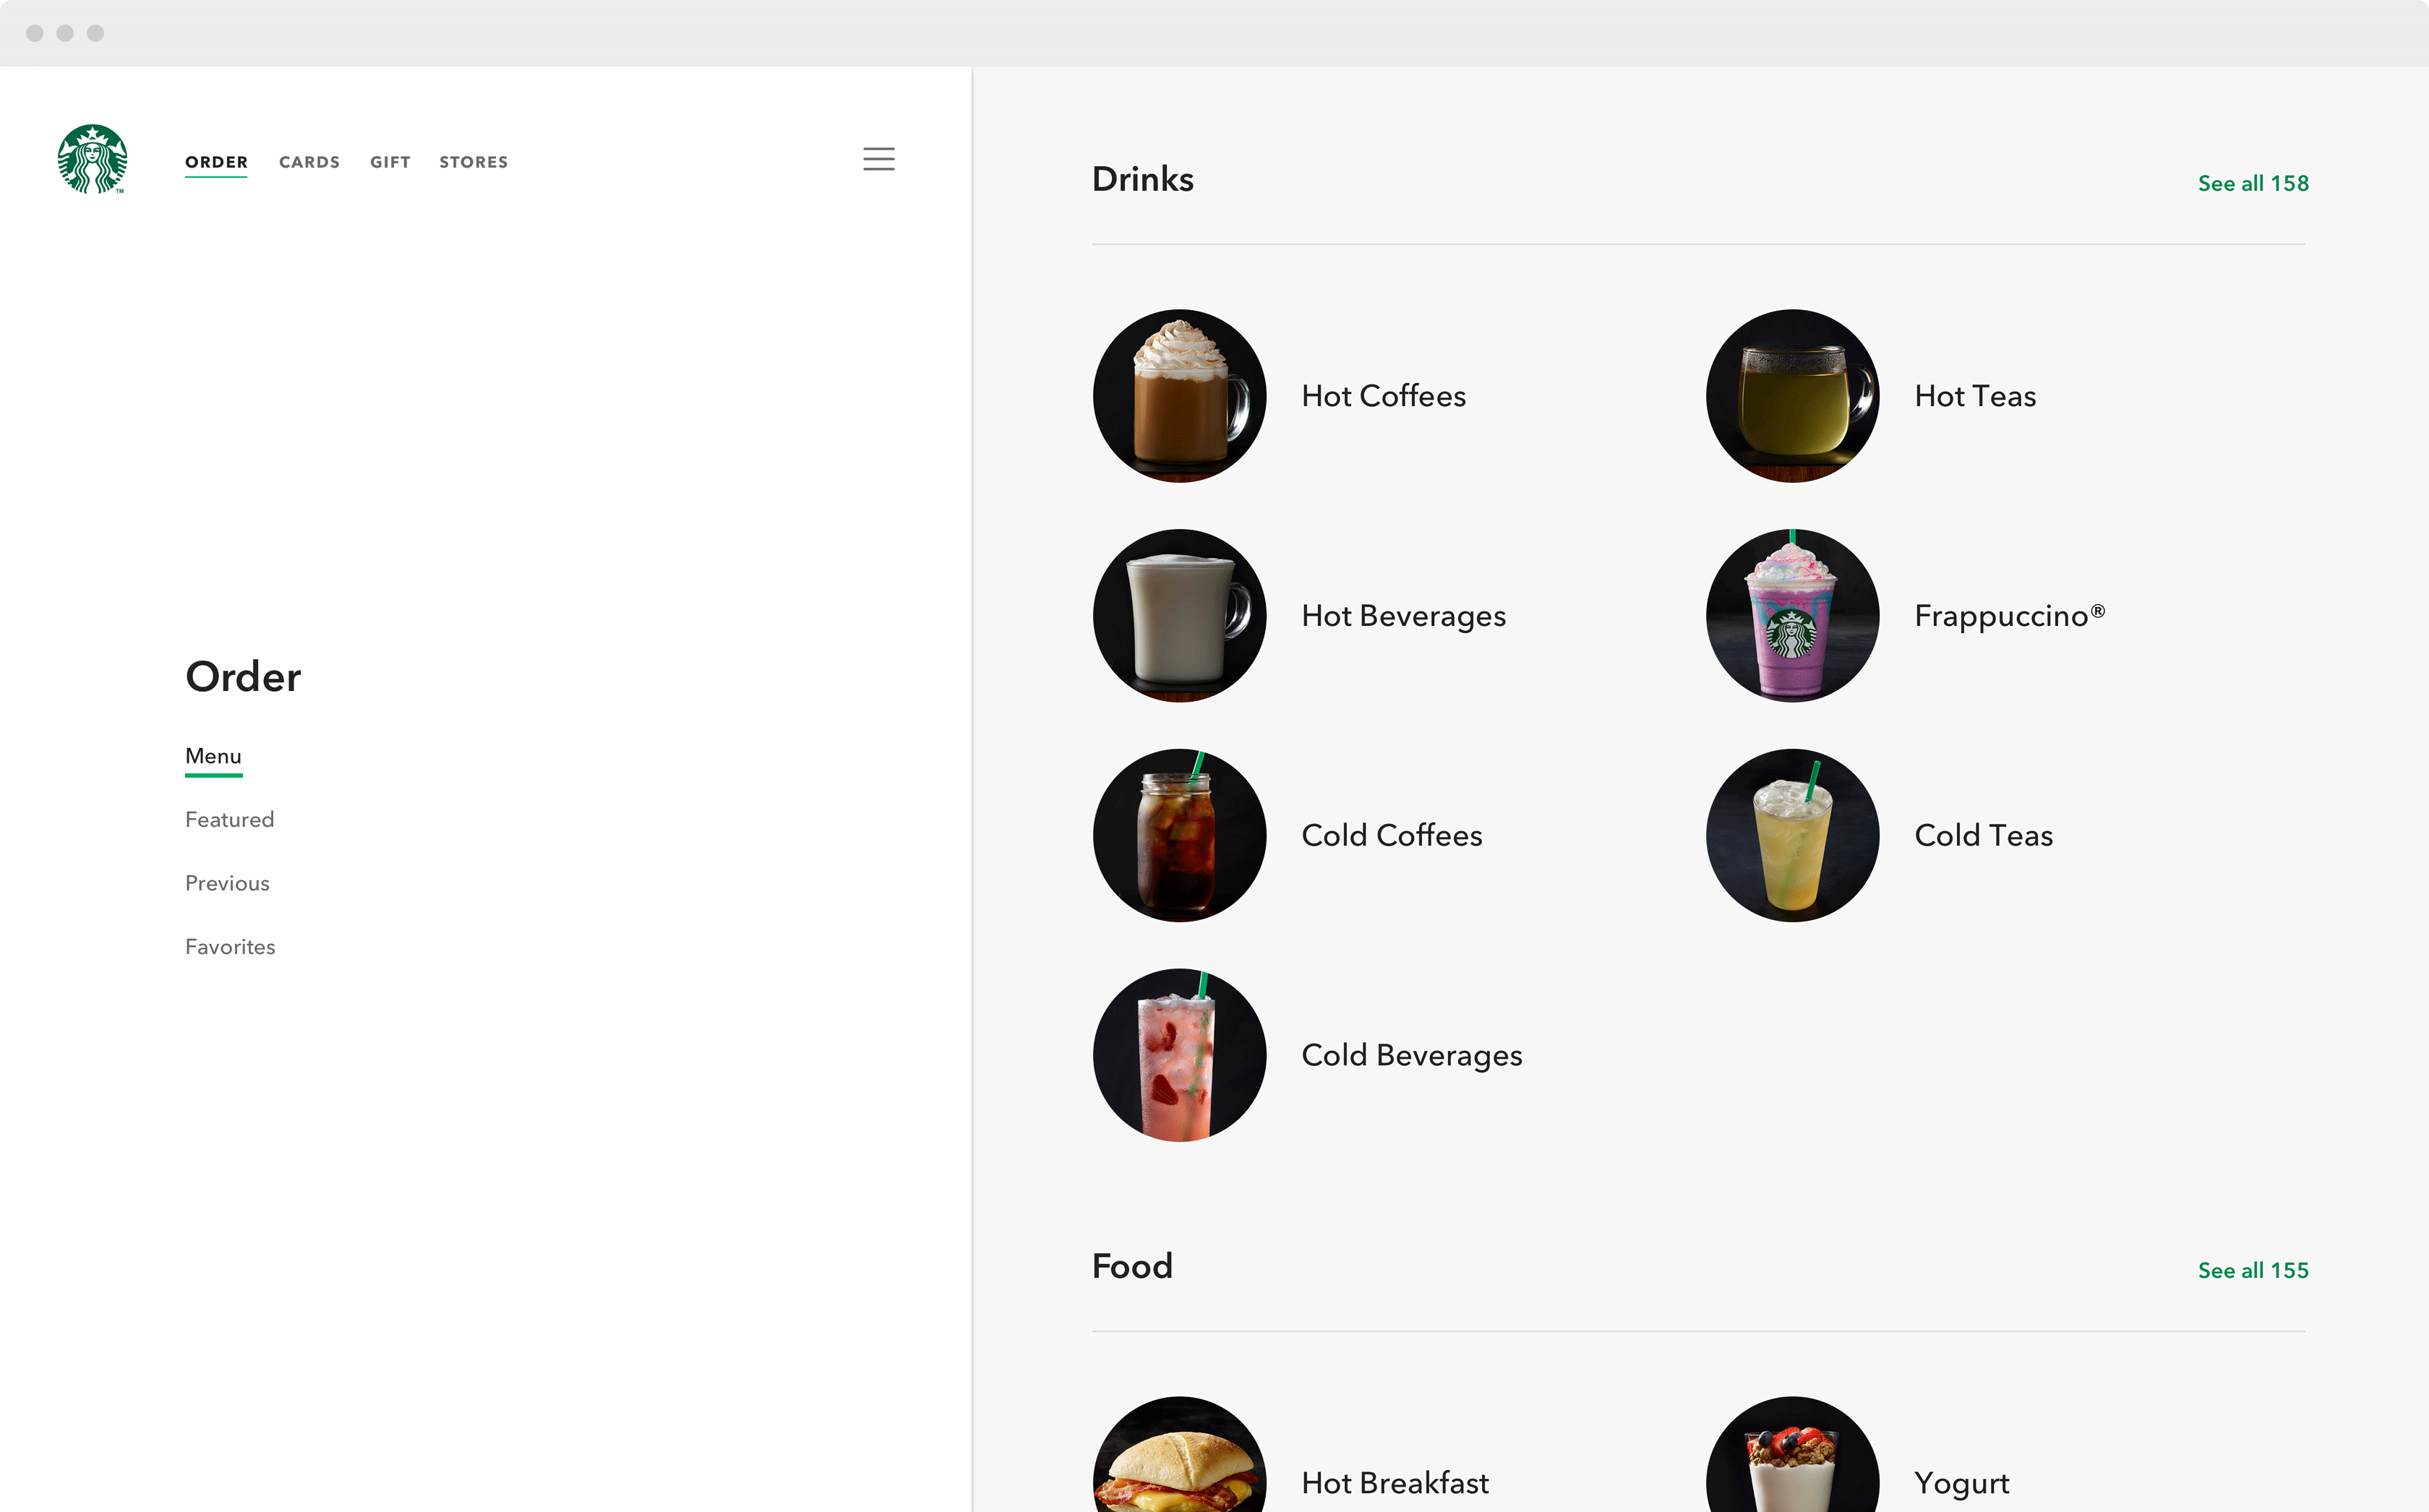 ORDER CARDS GIFT STORES
Order
Menu
Featured
Previous
Favorites
Drinks See all 158
Hot Coffees Hot Teas
Hot Beverages Frappuccino®
Cold Coffees Cold Teas
Cold Beverages
Food See all 155
Hot Breakfast Yogurt
TM